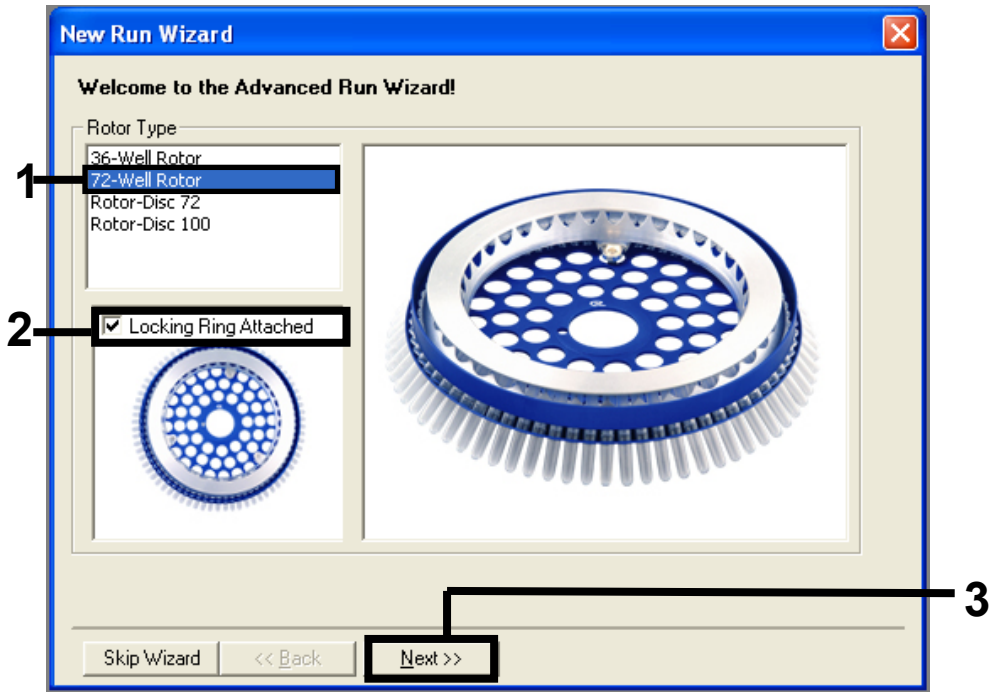 New Run Wizard
Welcome to the Advanced Run Wizard!
Rotor Type
36-Well Rotor
1
72-Well Rotor
Rotor-Disc 72
Rotor-Disc 100
2
Locking Ring Attached
3
Skip Wizard
<< Back
Next >>